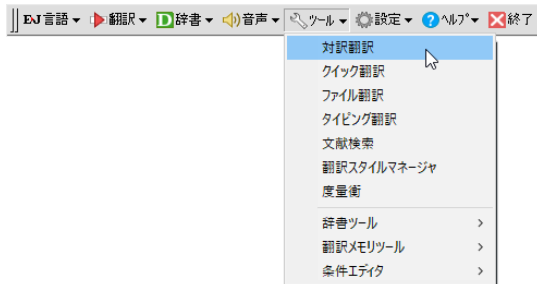 EJ 言語 翻訳 D 辞書 音声 ツール 設定 ? ヘルプ 終了
対訳翻訳
クイック翻訳
ファイル翻訳
タイピング翻訳
文献検索
翻訳スタイルマネージャ
度量衡
辞書ツール
翻訳メモリツール
条件エディタ